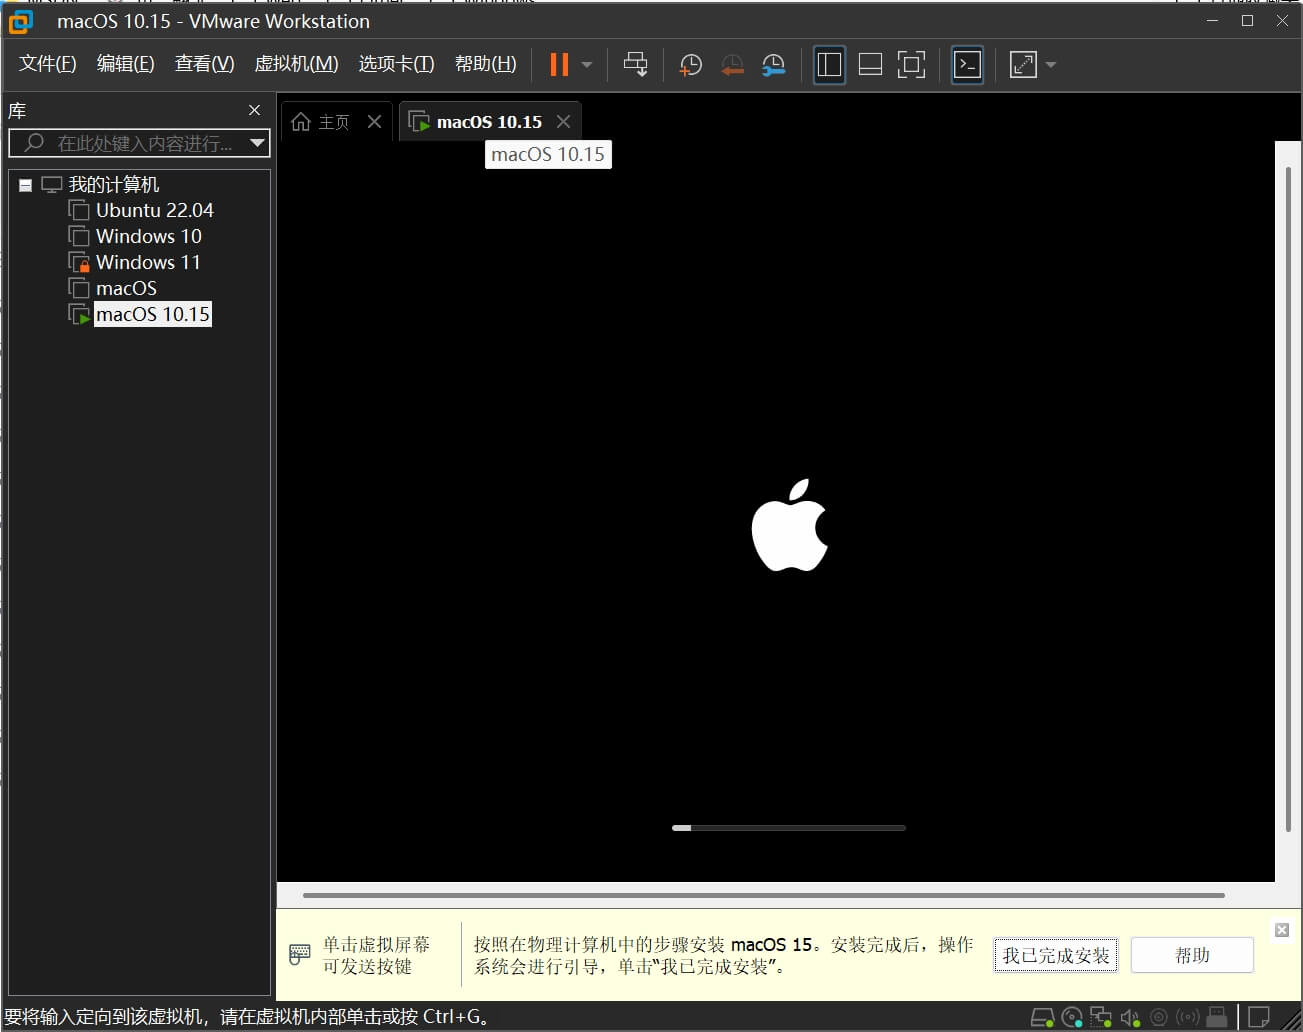 macOS 10.15 - VMware Workstation
文件(F) 编辑(E) 查看(V) 虚拟机(M) 选项卡(T) 帮助(H)
库
在此处键入内容进行...
我的计算机
Ubuntu 22.04
Windows 10
Windows 11
macOS
macOS 10.15
主页
macOS 10.15
macOS 10.15
单击虚拟屏幕
可发送按键
按照在物理计算机中的步骤安装 macOS 15。安装完成后，操作
系统会进行引导，单击“我已完成安装”。
我已完成安装
帮助
要将输入定向到该虚拟机，请在虚拟机内部单击或按 Ctrl+G。